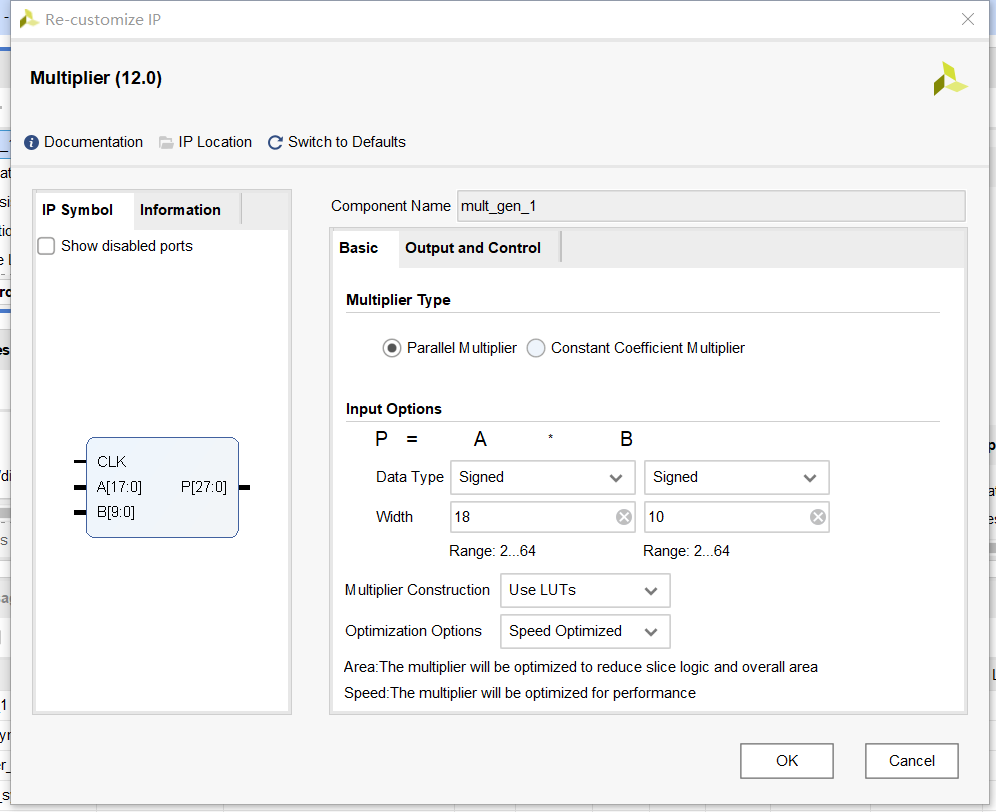 Re-customize IP
Multiplier (12.0)
Documentation IP Location Switch to Defaults
IP Symbol Information
Show disabled ports
CLK
A[17:0] P[27:0]
B[9:0]
Component Name mult_gen_1
Basic Output and Control
Multiplier Type
Parallel Multiplier Constant Coefficient Multiplier
Input Options
P = A * B
Data Type Signed Signed
Width 18 10
Range: 2...64 Range: 2...64
Multiplier Construction Use LUTs
Optimization Options Speed Optimized
Area:The multiplier will be optimized to reduce slice logic and overall area
Speed:The multiplier will be optimized for performance
OK Cancel